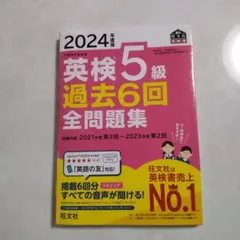 2024年度版
英検5級
過去6回
全問題集
2021年度 第3回〜2023年度 第2回
「英語の友」対応!
掲載6回分
すべての音声が聞ける!
旺文社
旺文社は
英検書売上
No.1